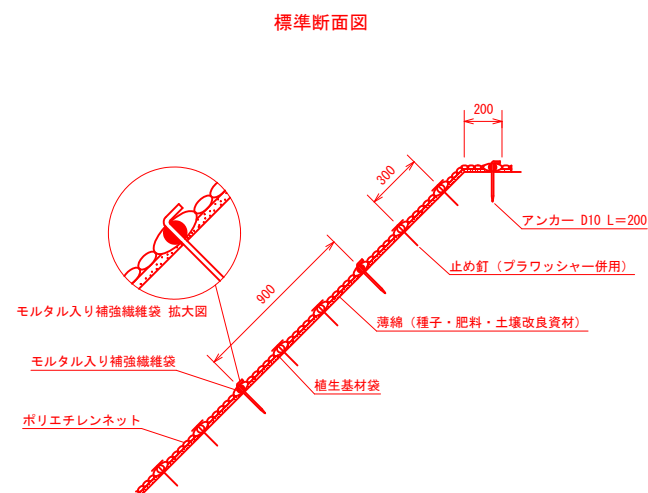 標準断面図
200
300
アンカー D10 L=200
止め釘（プラワッシャー併用）
900
モルタル入り補強繊維袋 拡大図
薄綿（種子・肥料・土壌改良資材）
モルタル入り補強繊維袋
植生基材袋
ポリエチレンネット